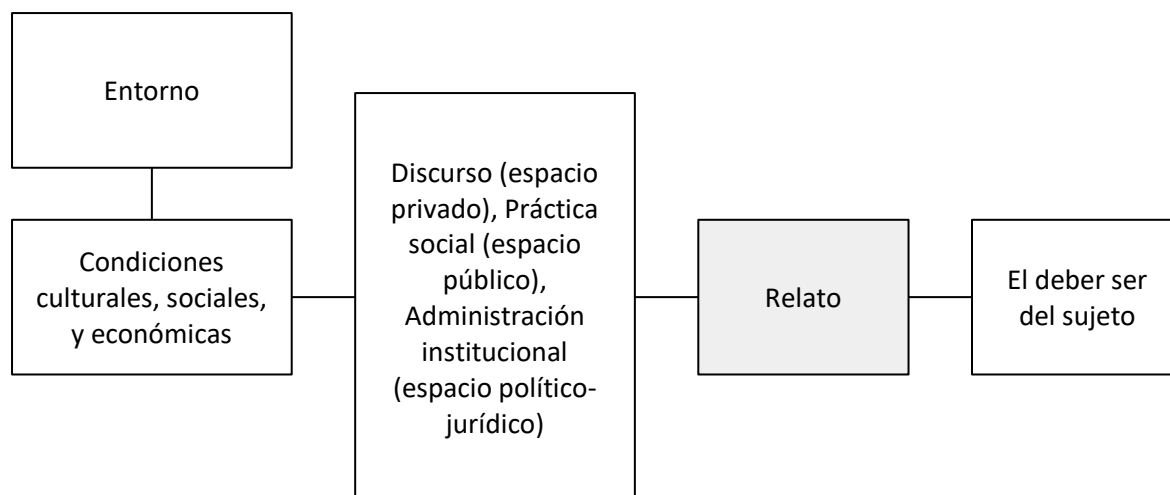 Entorno
Condiciones
culturales, sociales,
y económicas
Discurso (espacio
privado), Práctica
social (espacio
público),
Administración
institucional
(espacio político-
jurídico)
Relato
El deber ser
del sujeto